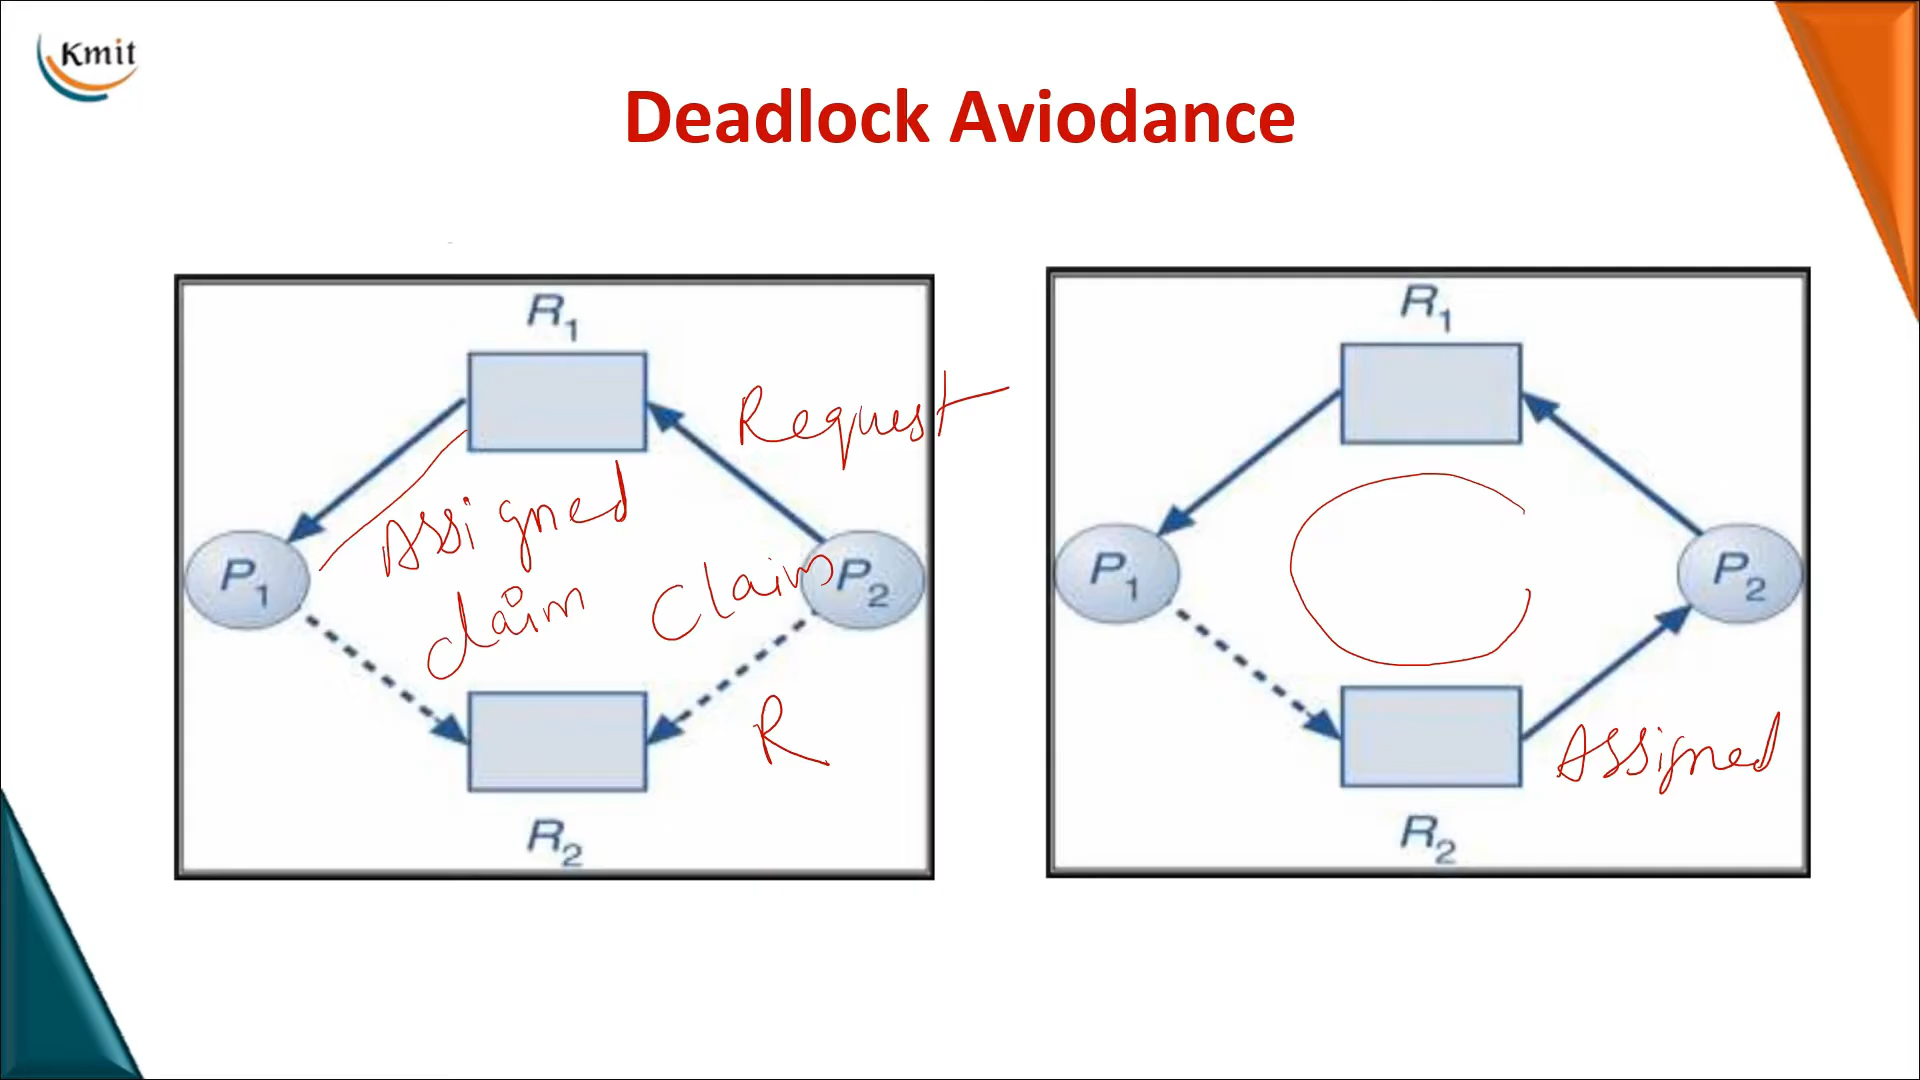 Kmit
Deadlock Aviodance
R1
Request
Assigned
P1
claim
Claim
P2
R
R2
R1
P1
P2
Assigned
R2